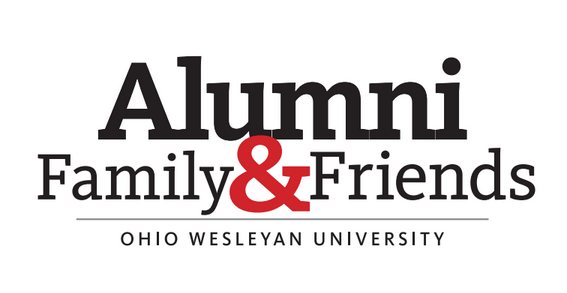 Alumni
Family & Friends
OHIO WESLEYAN UNIVERSITY